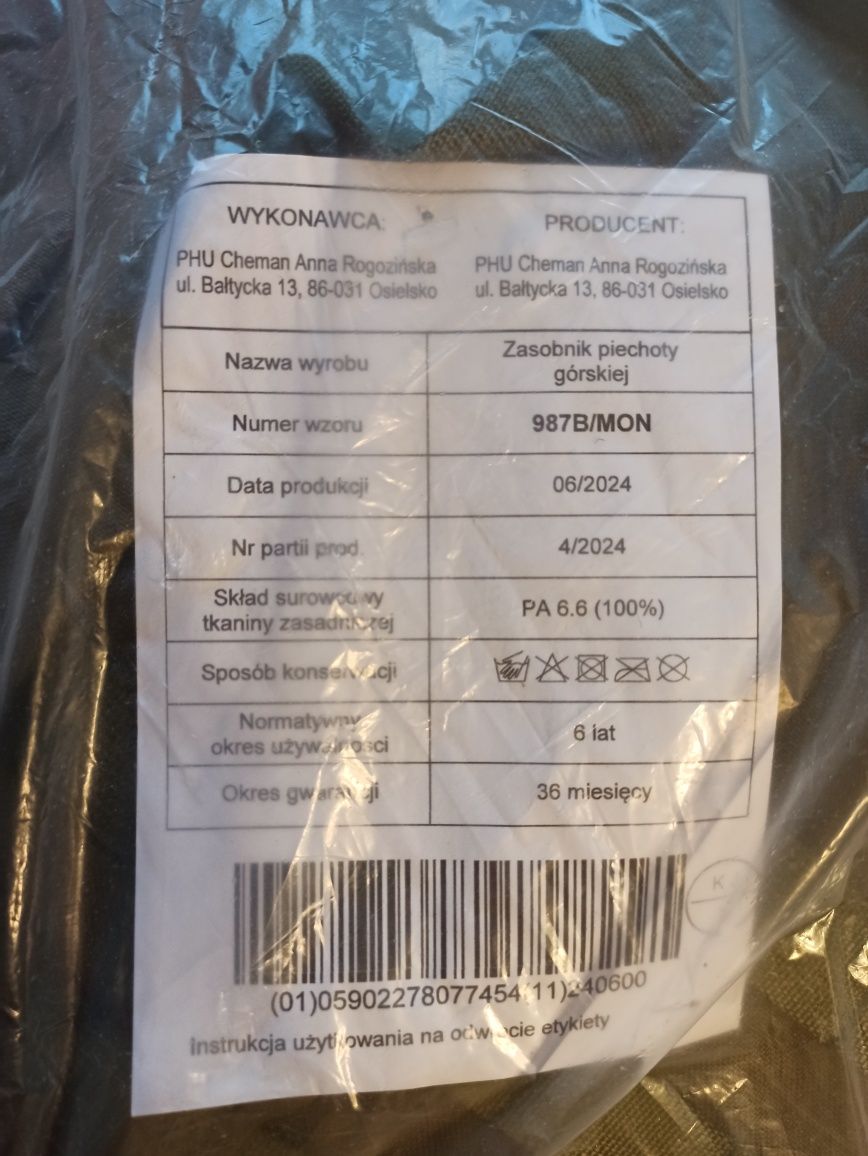 WYKONAWCA:
PHU Cheman Anna Rogozińska
ul. Bałtycka 13, 86-031 Osielsko
PRODUCENT:
PHU Cheman Anna Rogozińska
ul. Bałtycka 13, 86-031 Osielsko
Nazwa wyrobu
Zasobnik piechoty
górskiej
Numer wzoru
987B/MON
Data produkcji
06/2024
Nr partii prod.
4/2024
Skład surowcowy
tkaniny zasadniczej
PA 6.6 (100%)
Sposób konserwacji
Normatywny
okres używalności
6 lat
Okres gwarancji
36 miesięcy
(01)05902278077454(11)240600
Instrukcja użytkowania na odwrocie etykiety
K